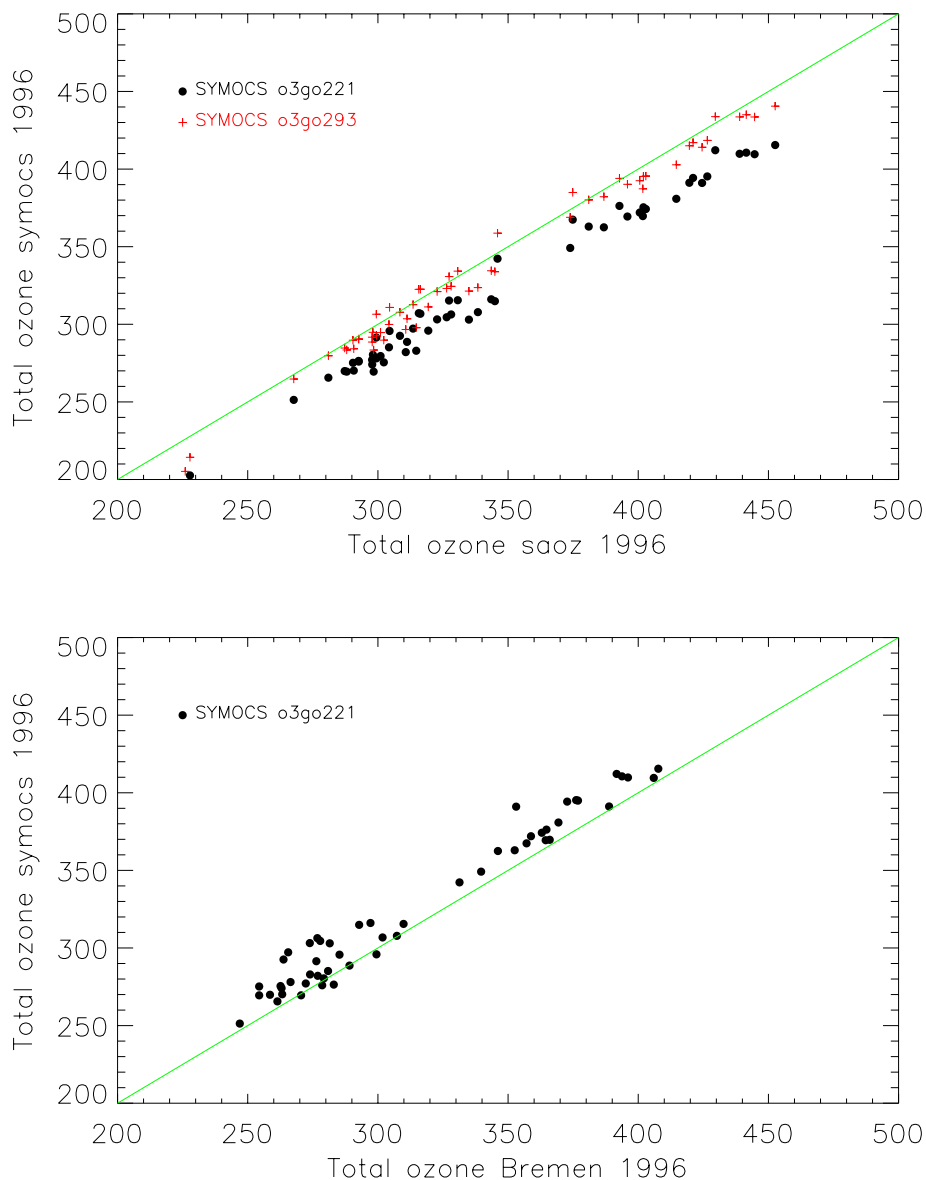 500
450
400
350
300
250
200
Total ozone symocs 1996
SYMOCS o3go221
SYMOCS o3go293
200 250 300 350 400 450 500
Total ozone saoz 1996
500
450
400
350
300
250
200
Total ozone symocs 1996
SYMOCS o3go221
200 250 300 350 400 450 500
Total ozone Bremen 1996